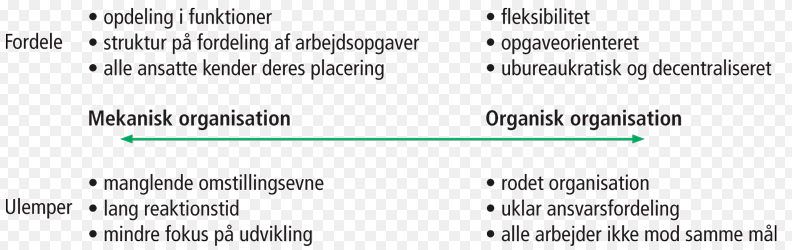 Fordele
• opdeling i funktioner
• struktur på fordeling af arbejdsopgaver
• alle ansatte kender deres placering
• fleksibilitet
• opgaveorienteret
• ubureaukratisk og decentraliseret
Mekanisk organisation
Organisk organisation
Ulemper
• manglende omstillingsevne
• lang reaktionstid
• mindre fokus på udvikling
• rodet organisation
• uklar ansvarsfordeling
• alle arbejder ikke mod samme mål